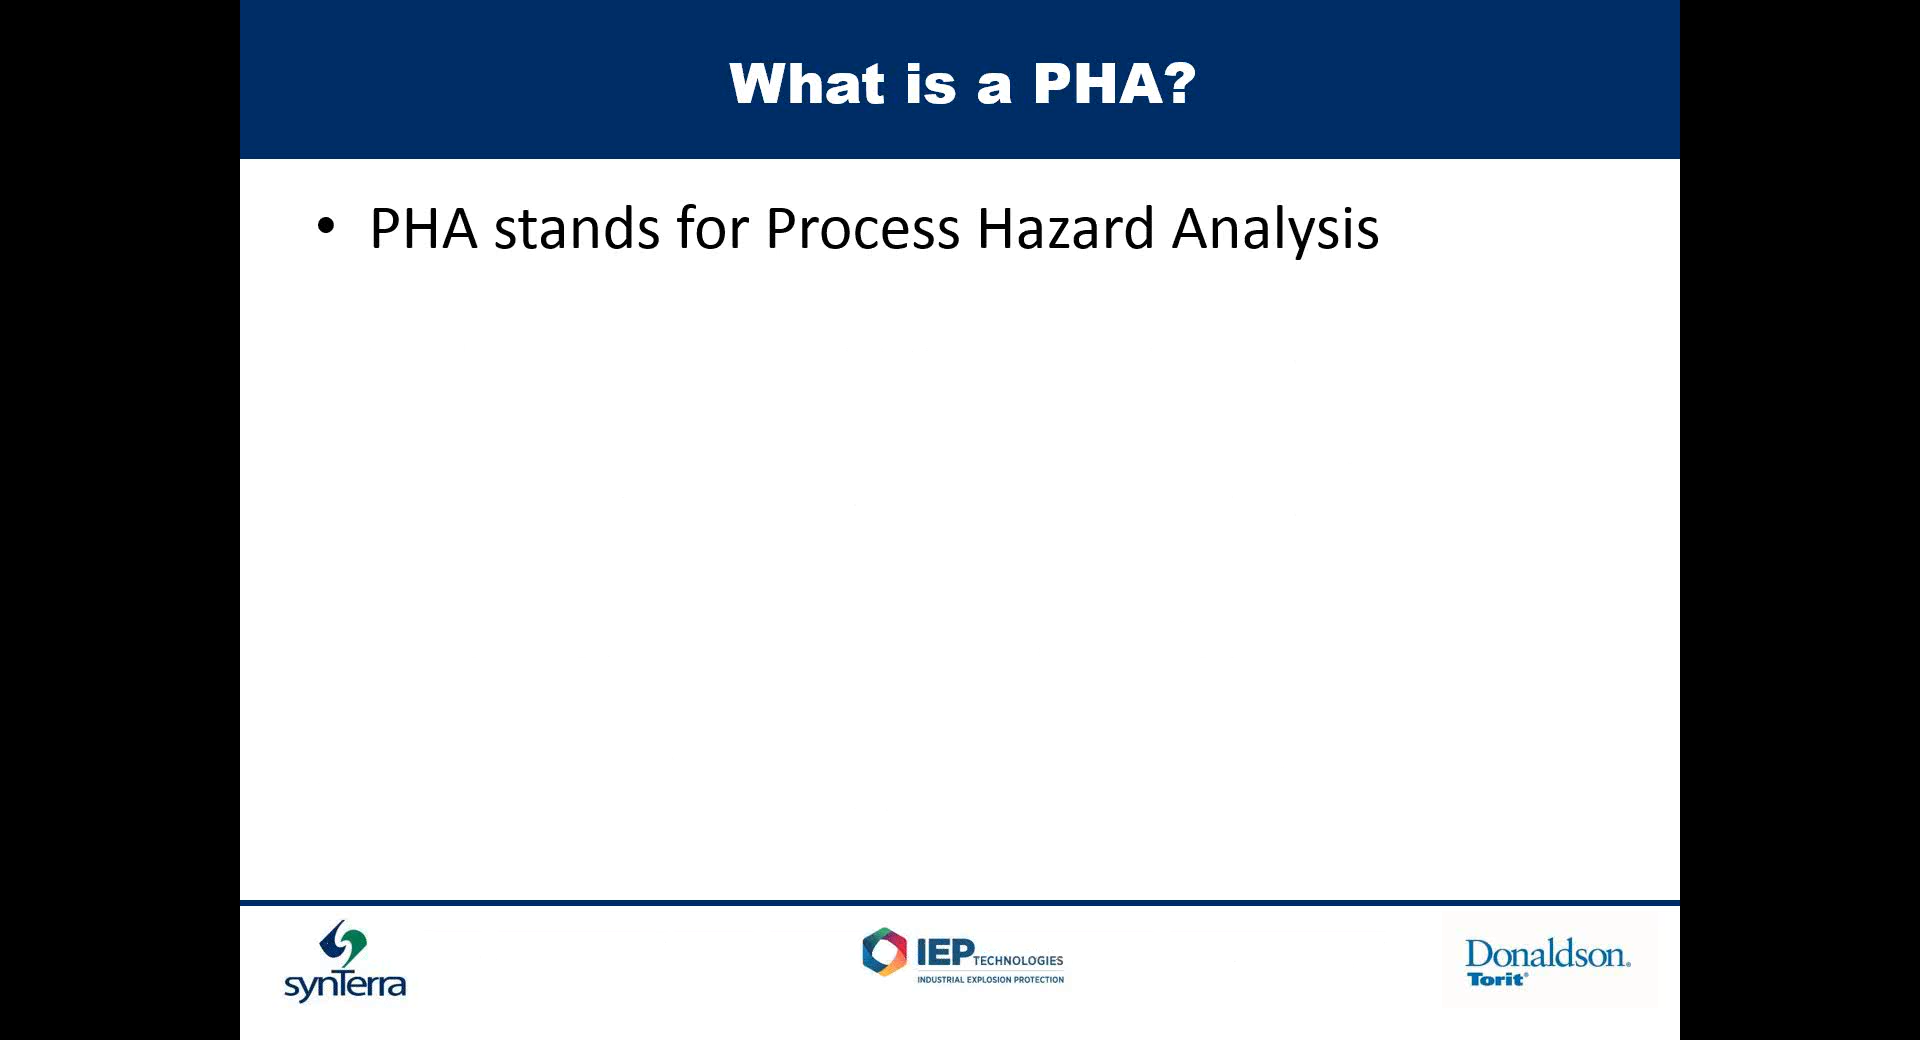 What is a PHA?
• PHA stands for Process Hazard Analysis
synTerra
IEP TECHNOLOGIES
INDUSTRIAL EXPLOSION PROTECTION
Donaldson.
Torit®